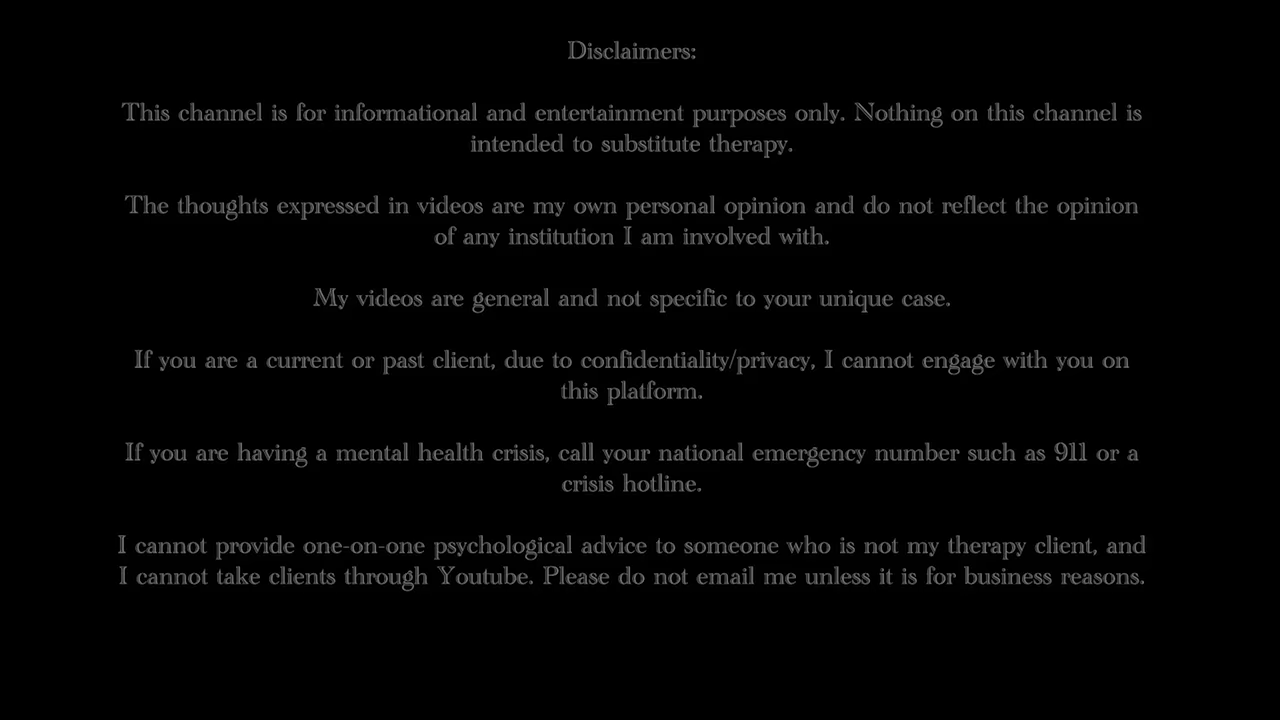 Disclaimers:
This channel is for informational and entertainment purposes only. Nothing on this channel is
intended to substitute therapy.
The thoughts expressed in videos are my own personal opinion and do not reflect the opinion
of any institution I am involved with.
My videos are general and not specific to your unique case.
If you are a current or past client, due to confidentiality/privacy, I cannot engage with you on
this platform.
If you are having a mental health crisis, call your national emergency number such as 911 or a
crisis hotline.
I cannot provide one-on-one psychological advice to someone who is not my therapy client, and
I cannot take clients through Youtube. Please do not email me unless it is for business reasons.